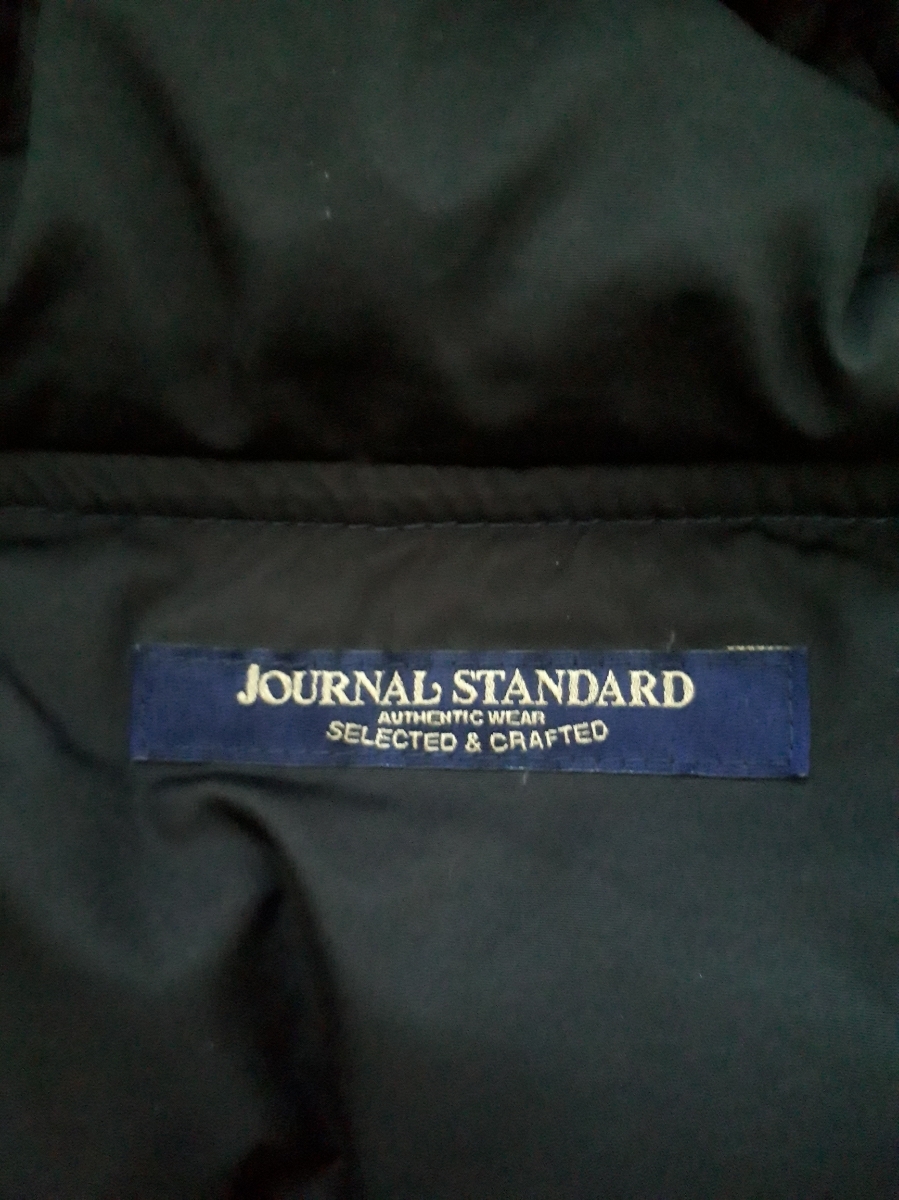 JOURNAL STANDARD
AUTHENTIC WEAR
SELECTED & CRAFTED